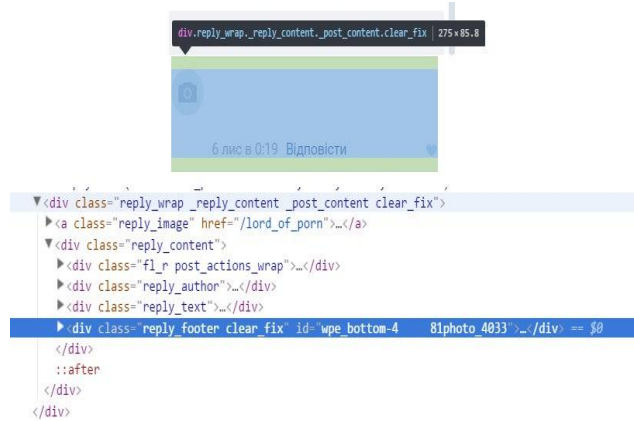 div.reply_wrap._reply_content._post_content.clear_fix | 275×85.8
6 лис в 0:19 Відповісти
▼<div class="reply_wrap _reply_content _post_content clear_fix">
▶<a class="reply_image" href="/lord_of_porn">…</a>
▼<div class="reply_content">
▶<div class="fl_r post_actions_wrap">…</div>
▶<div class="reply_author">…</div>
▶<div class="reply_text">…</div>
▶<div class="reply_footer clear_fix" id="wpe_bottom-4 81photo_4033">…</div> == $0
</div>
::after
</div>
</div>